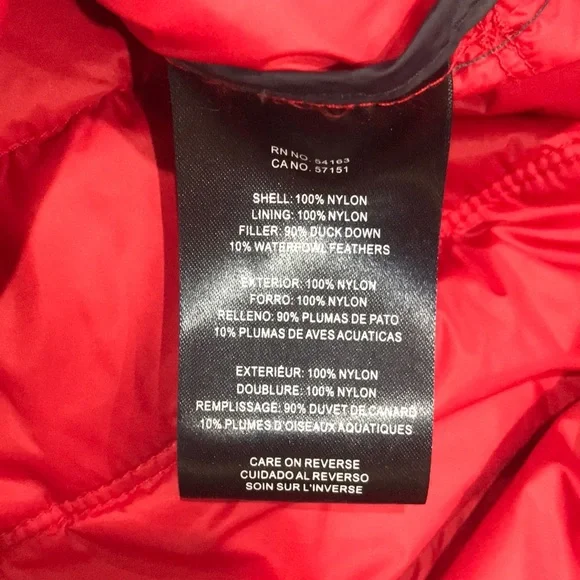 RN NO. 54163
CA NO. 57151
SHELL: 100% NYLON
LINING: 100% NYLON
FILLER: 90% DUCK DOWN
10% WATERFOWL FEATHERS
EXTERIOR: 100% NYLON
FORRO: 100% NYLON
RELLENO: 90% PLUMAS DE PATO
10% PLUMAS DE AVES ACUATICAS
EXTERIEUR: 100% NYLON
DOUBLURE: 100% NYLON
REMPLISSAGE: 90% DUVET DE CANARD
10% PLUMES D'OISEAUX AQUATIQUES
CARE ON REVERSE
CUIDADO AL REVERSO
SOIN SUR L'INVERSE